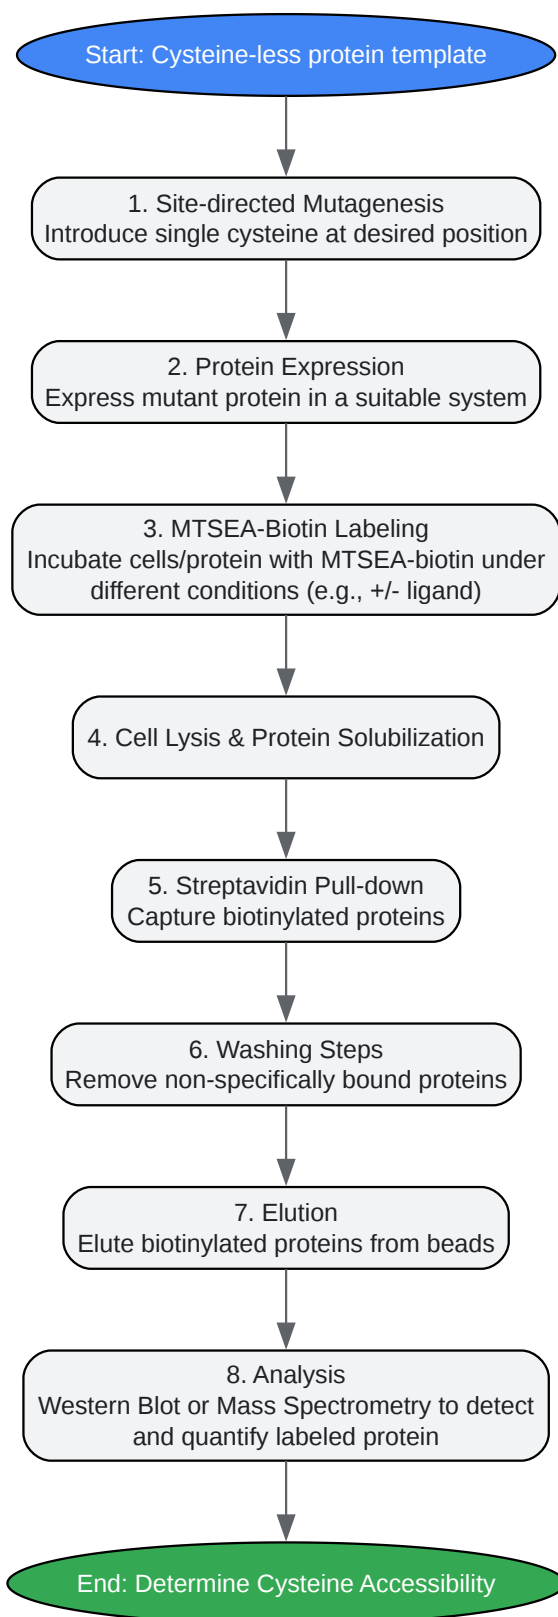 Start: Cysteine-less protein template
1. Site-directed Mutagenesis
Introduce single cysteine at desired position
2. Protein Expression
Express mutant protein in a suitable system
3. MTSEA-Biotin Labeling
Incubate cells/protein with MTSEA-biotin under
different conditions (e.g., +/- ligand)
4. Cell Lysis & Protein Solubilization
5. Streptavidin Pull-down
Capture biotinylated proteins
6. Washing Steps
Remove non-specifically bound proteins
7. Elution
Elute biotinylated proteins from beads
8. Analysis
Western Blot or Mass Spectrometry to detect
and quantify labeled protein
End: Determine Cysteine Accessibility